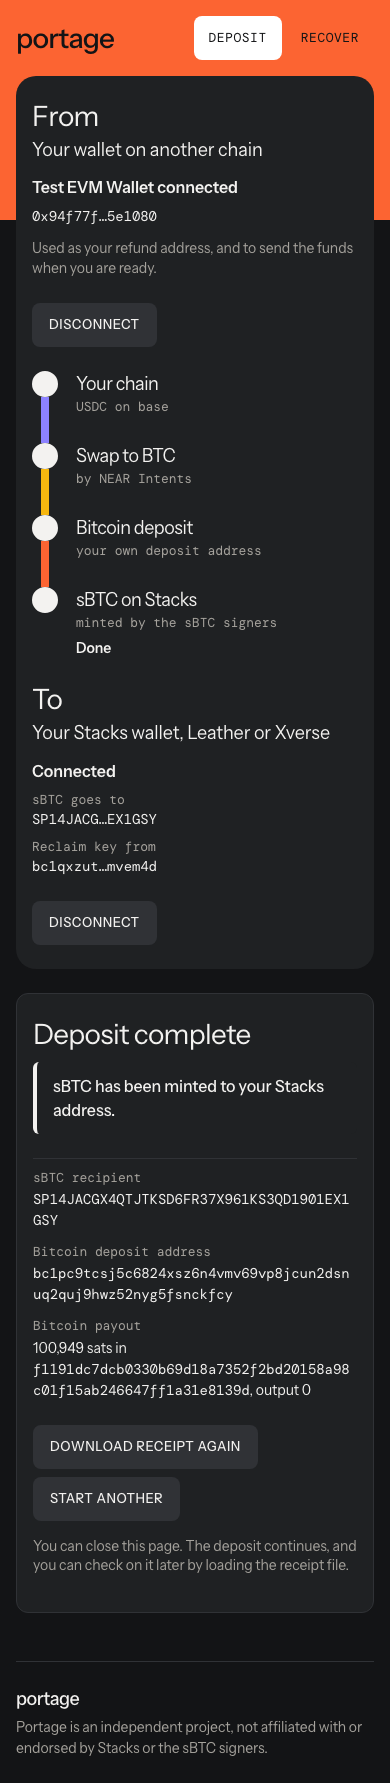 portage
DEPOSIT
RECOVER
From
Your wallet on another chain
Test EVM Wallet connected
0x94f77f…5e1080
Used as your refund address, and to send the funds
when you are ready.
DISCONNECT
Your chain
USDC on base
Swap to BTC
by NEAR Intents
Bitcoin deposit
your own deposit address
sBTC on Stacks
minted by the sBTC signers
Done
To
Your Stacks wallet, Leather or Xverse
Connected
sBTC goes to
SP14JACG…EX1GSY
Reclaim key from
bc1qxzut…mvem4d
DISCONNECT
Deposit complete
sBTC has been minted to your Stacks
address.
sBTC recipient
SP14JACGX4QTJTKSD6FR37X961KS3QD1901EX1
GSY
Bitcoin deposit address
bc1pc9tcsj5c6824xsz6n4vmv69vp8jcun2dsn
uq2quj9hwz52nyg5fsnckfcy
Bitcoin payout
100,949 sats in
f1191dc7dcb0330b69d18a7352f2bd20158a98
c01f15ab246647ff1a31e8139d, output 0
DOWNLOAD RECEIPT AGAIN
START ANOTHER
You can close this page. The deposit continues, and
you can check on it later by loading the receipt file.
portage
Portage is an independent project, not affiliated with or
endorsed by Stacks or the sBTC signers.